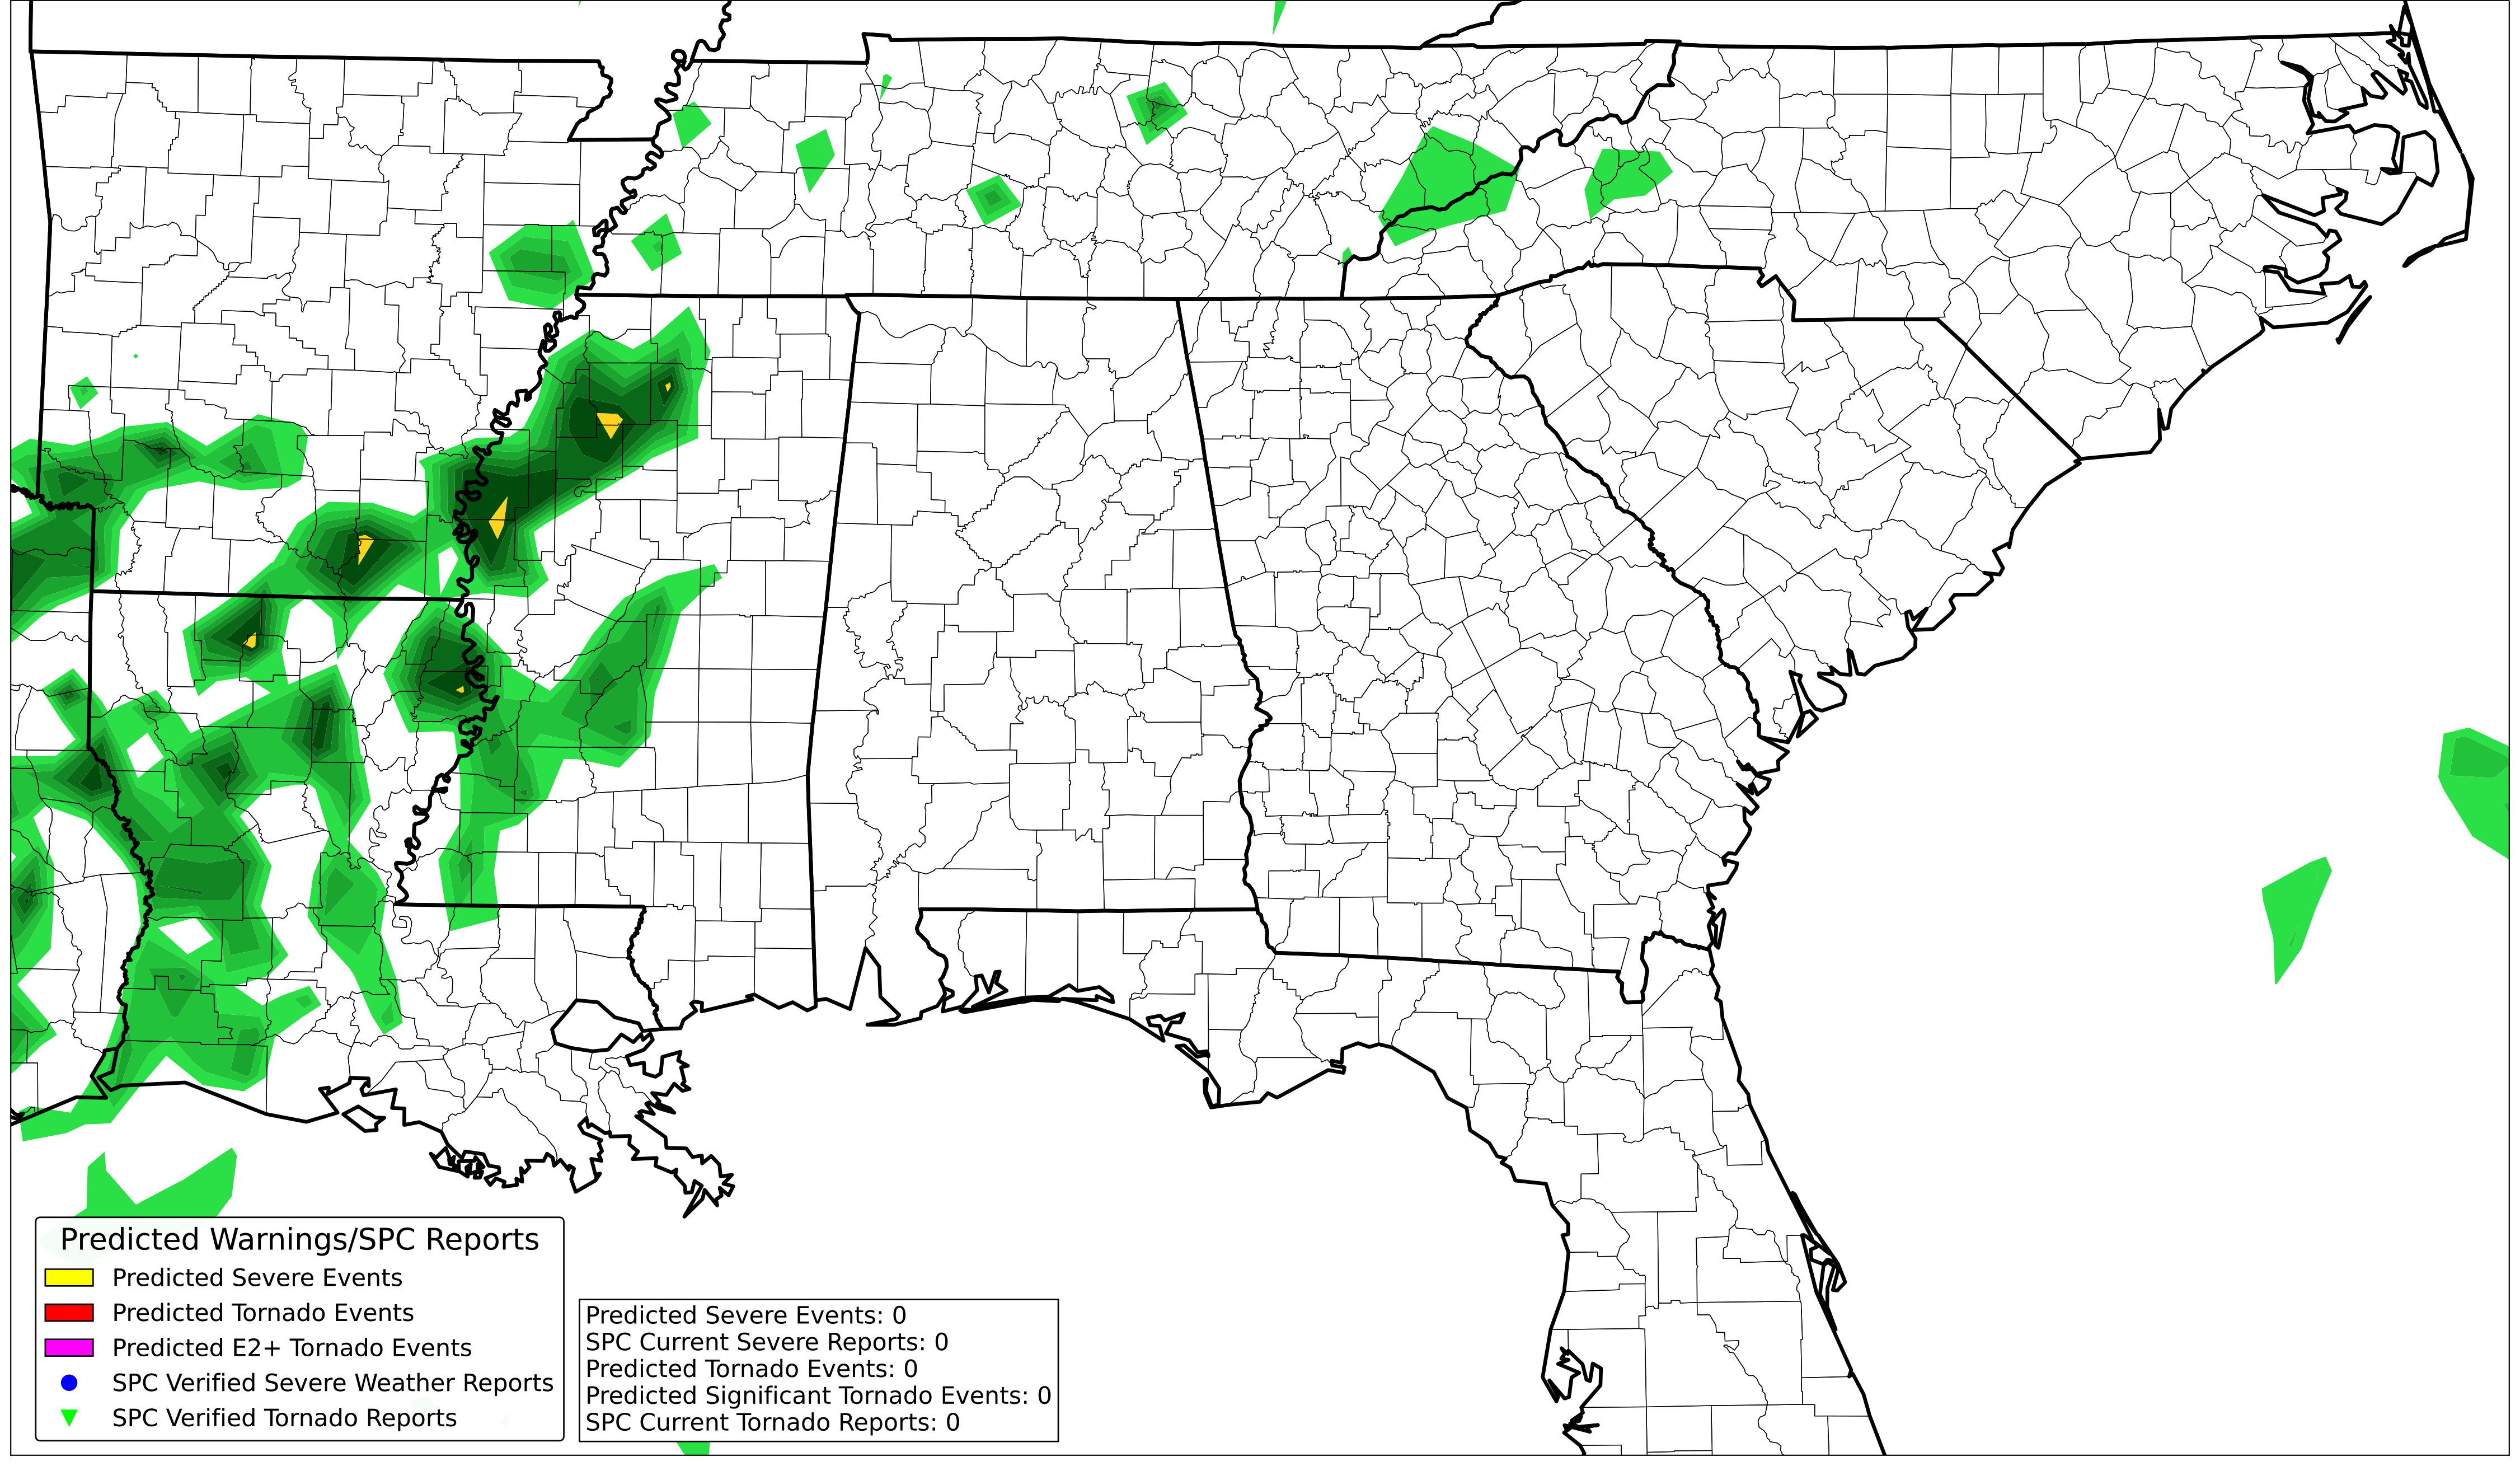 Predicted Warnings/SPC Reports
Predicted Severe Events
Predicted Tornado Events
Predicted E2+ Tornado Events
SPC Verified Severe Weather Reports
SPC Verified Tornado Reports
Predicted Severe Events: 0
SPC Current Severe Reports: 0
Predicted Tornado Events: 0
Predicted Significant Tornado Events: 0
SPC Current Tornado Reports: 0